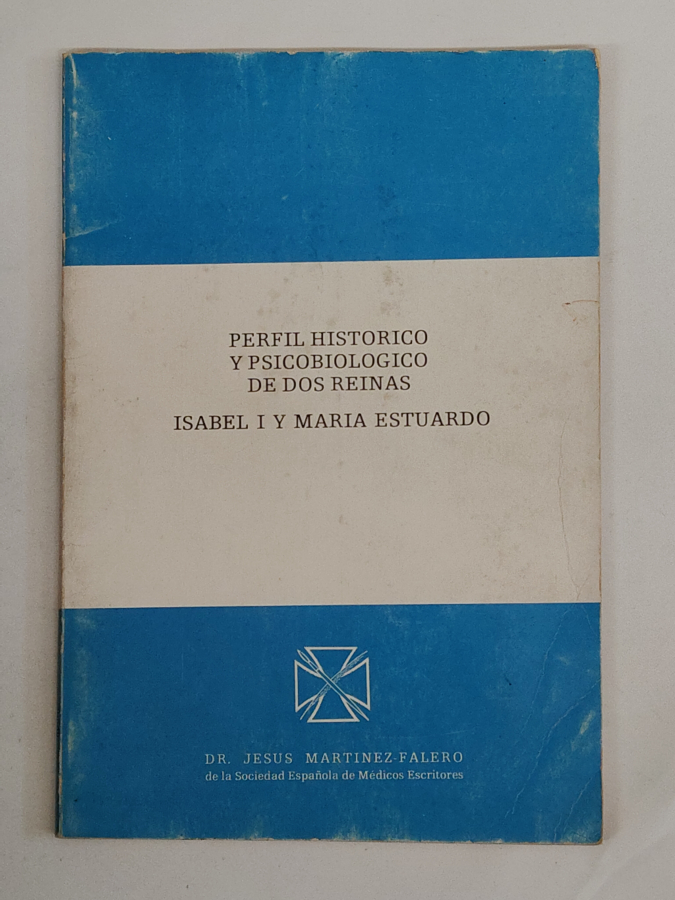 PERFIL HISTORICO
Y PSICOBIOLOGICO
DE DOS REINAS
ISABEL I Y MARIA ESTUARDO
DR. JESUS MARTINEZ-FALERO
de la Sociedad Española de Médicos Escritores